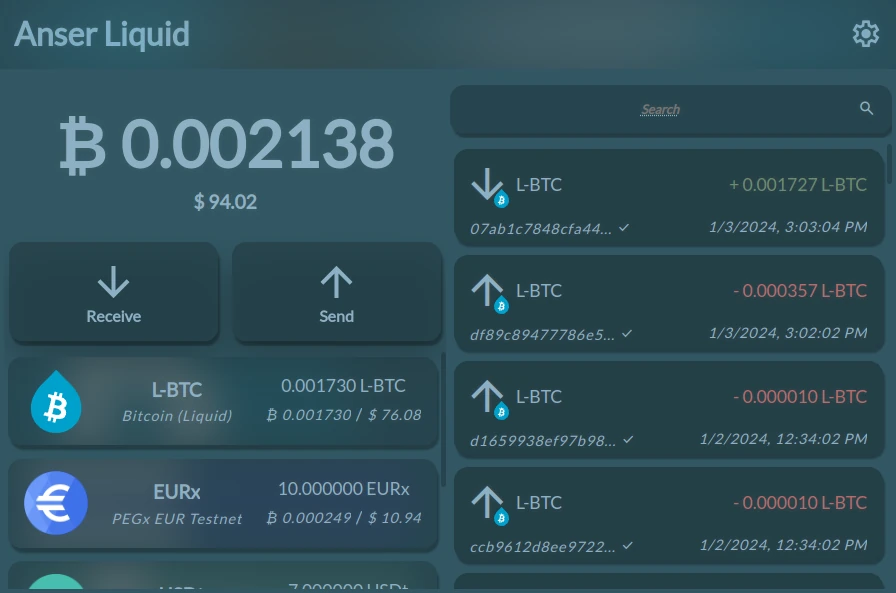 Anser Liquid
₿ 0.002138
$ 94.02
Receive
Send
L-BTC
Bitcoin (Liquid)
0.001730 L-BTC
₿ 0.001730 / $ 76.08
EURx
PEGx EUR Testnet
10.000000 EURx
₿ 0.000249 / $ 10.94
7.000000 USDt
Search
L-BTC
+ 0.001727 L-BTC
07ab1c7848cfa44...
1/3/2024, 3:03:04 PM
L-BTC
- 0.000357 L-BTC
df89c89477786e5...
1/3/2024, 3:02:02 PM
L-BTC
- 0.000010 L-BTC
d1659938ef97b98...
1/2/2024, 12:34:02 PM
L-BTC
- 0.000010 L-BTC
ccb9612d8ee9722...
1/2/2024, 12:34:02 PM